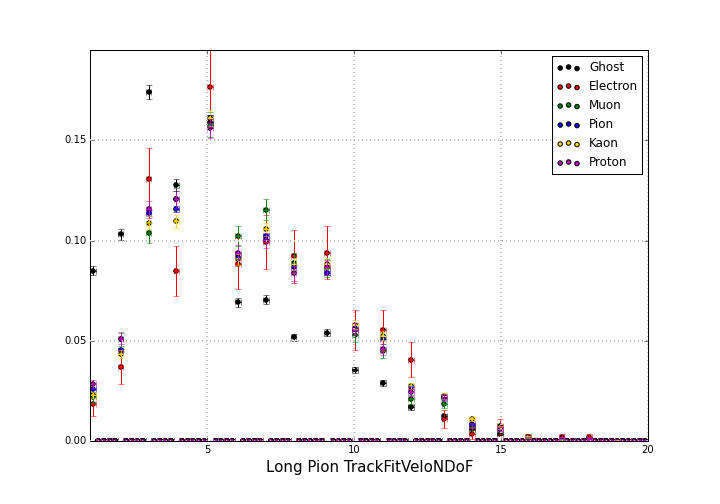 0.15
0.10
0.05
0.00
5
10
15
20
Long Pion TrackFitVeloNDoF
Ghost
Electron
Muon
Pion
Kaon
Proton